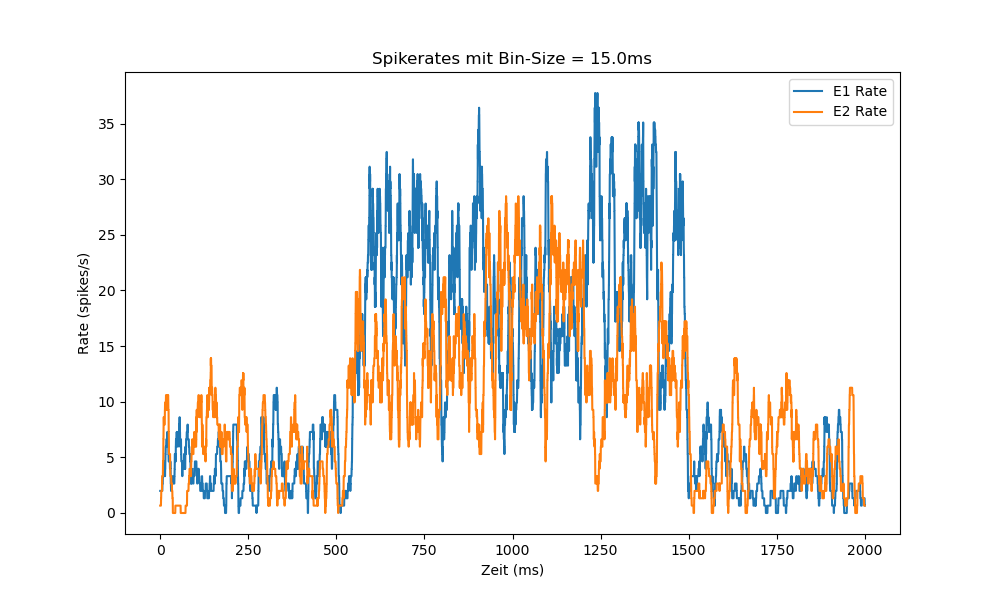 Spikerates mit Bin-Size = 15.0ms
E1 Rate
E2 Rate
Rate (spikes/s)
35
30
25
20
15
10
5
0
0 250 500 750 1000 1250 1500 1750 2000
Zeit (ms)